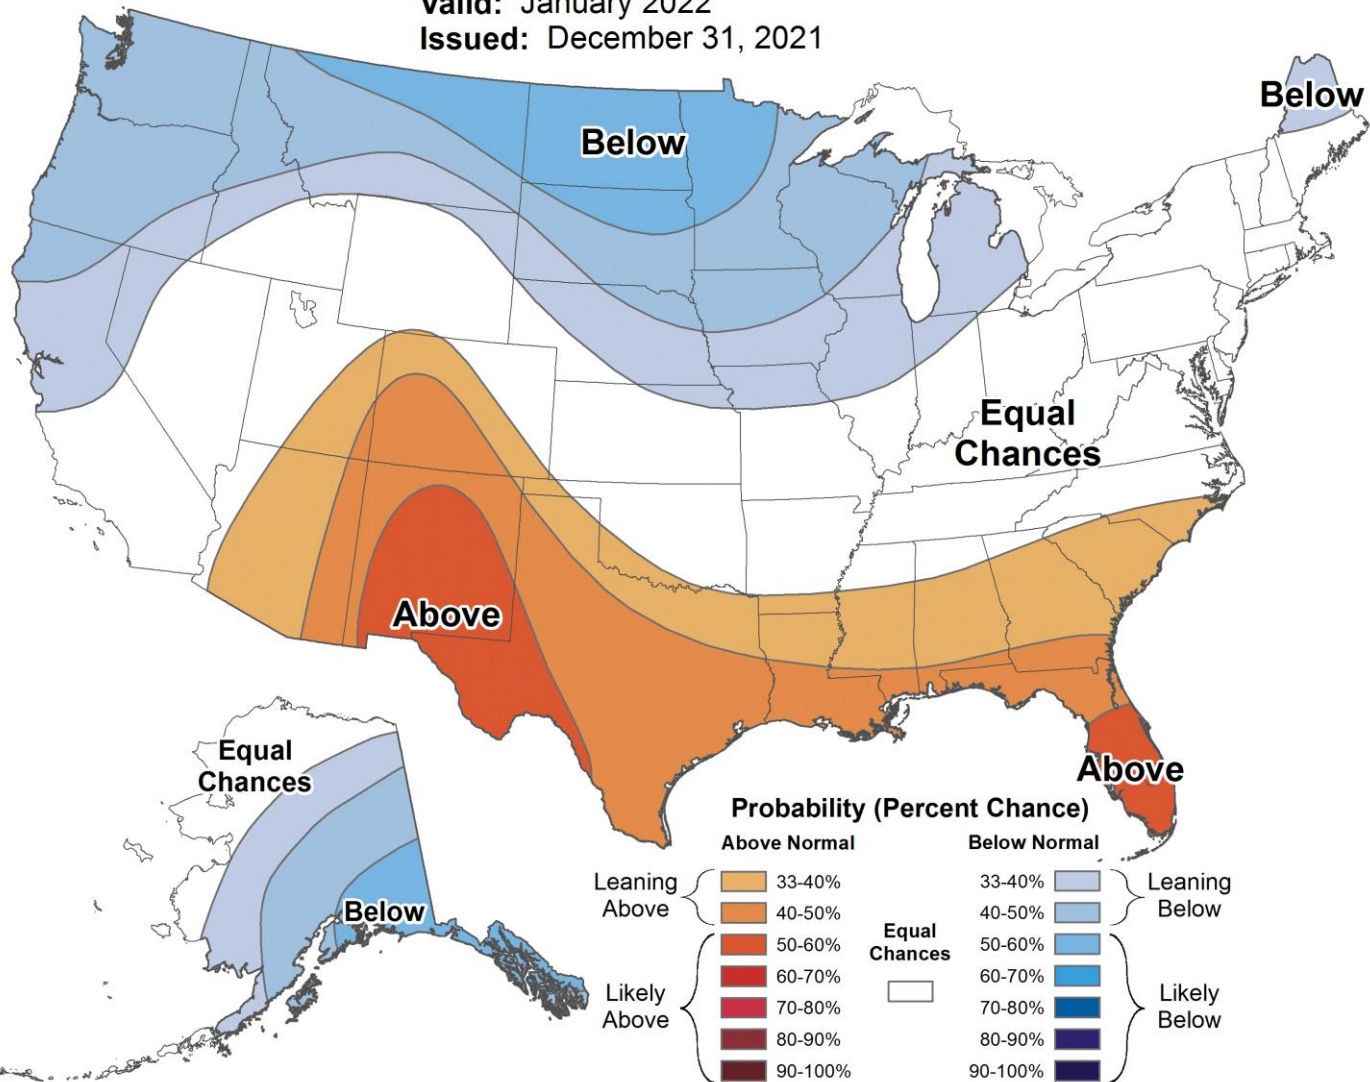 Valid: January 2022
Issued: December 31, 2021
Below
Below
Equal
Chances
Above
Equal
Chances
Above
Below
Probability (Percent Chance)
Above Normal
Below Normal
Leaning
Above
33-40%
40-50%
50-60%
60-70%
70-80%
80-90%
90-100%
Likely
Above
Equal
Chances
33-40%
40-50%
50-60%
60-70%
70-80%
80-90%
90-100%
Leaning
Below
Likely
Below